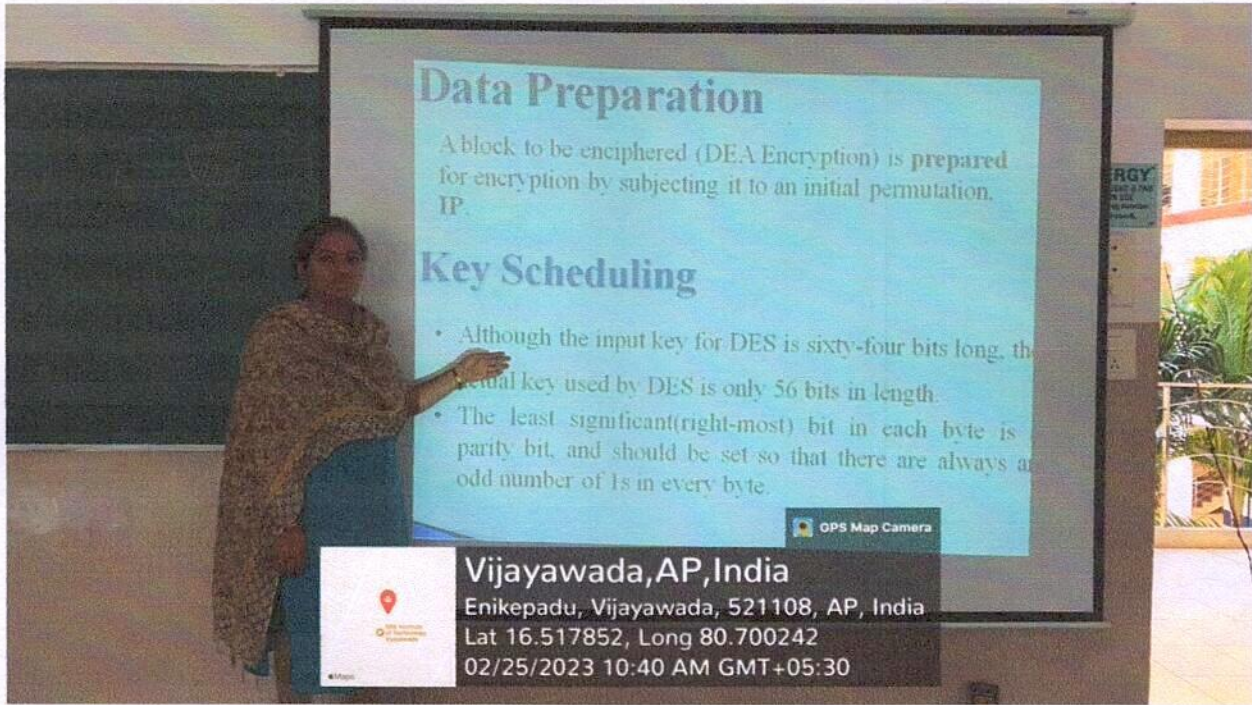 Data Preparation
A block to be enciphered (DEA Encryption) is prepared
for encryption by subjecting it to an initial permutation,
IP.
Key Scheduling
• Although the input key for DES is sixty-four bits long, the
actual key used by DES is only 56 bits in length.
• The least significant(right-most) bit in each byte is
parity bit, and should be set so that there are always a
odd number of 1s in every byte.
RGY
GPS Map Camera
Vijayawada,AP,India
Enikepadu, Vijayawada, 521108, AP, India
Lat 16.517852, Long 80.700242
02/25/2023 10:40 AM GMT+05:30
Maps